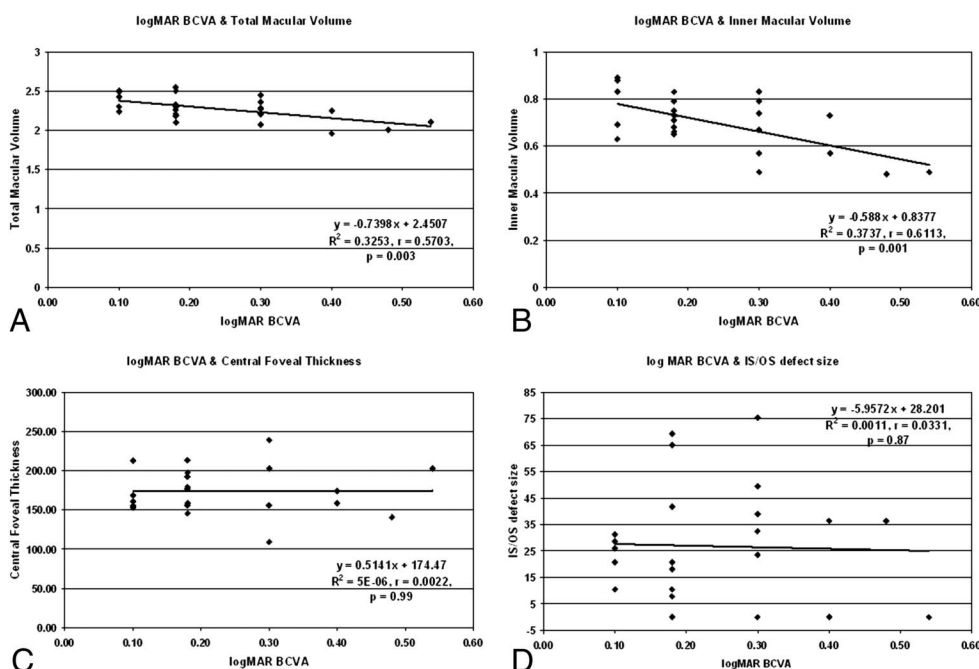 logMAR BCVA & Total Macular Volume
3
2.5
2
1.5
1
0.5
0
Total Macular Volume
y = -0.7398x + 2.4507
R² = 0.3253, r = 0.5703,
p = 0.003
0.00 0.10 0.20 0.30 0.40 0.50 0.60
logMAR BCVA
A
logMAR BCVA & Inner Macular Volume
1
0.8
0.6
0.4
0.2
0
Inner Macular Volume
y = -0.588x + 0.8377
R² = 0.3737, r = 0.6113,
p = 0.001
0.00 0.10 0.20 0.30 0.40 0.50 0.60
logMAR BCVA
B
logMAR BCVA & Central Foveal Thickness
300.00
250.00
200.00
150.00
100.00
50.00
0.00
Central Foveal Thickness
y = 0.5141x + 174.47
R² = 5E-06, r = 0.0022,
p = 0.99
0.00 0.10 0.20 0.30 0.40 0.50 0.60
logMAR BCVA
C
log MAR BCVA & IS/OS defect size
85
75
65
55
45
35
25
15
5
-5
IS/OS defect size
y = -5.9572x + 28.201
R² = 0.0011, r = 0.0331,
p = 0.87
0.00 0.10 0.20 0.30 0.40 0.50 0.60
logMAR BCVA
D